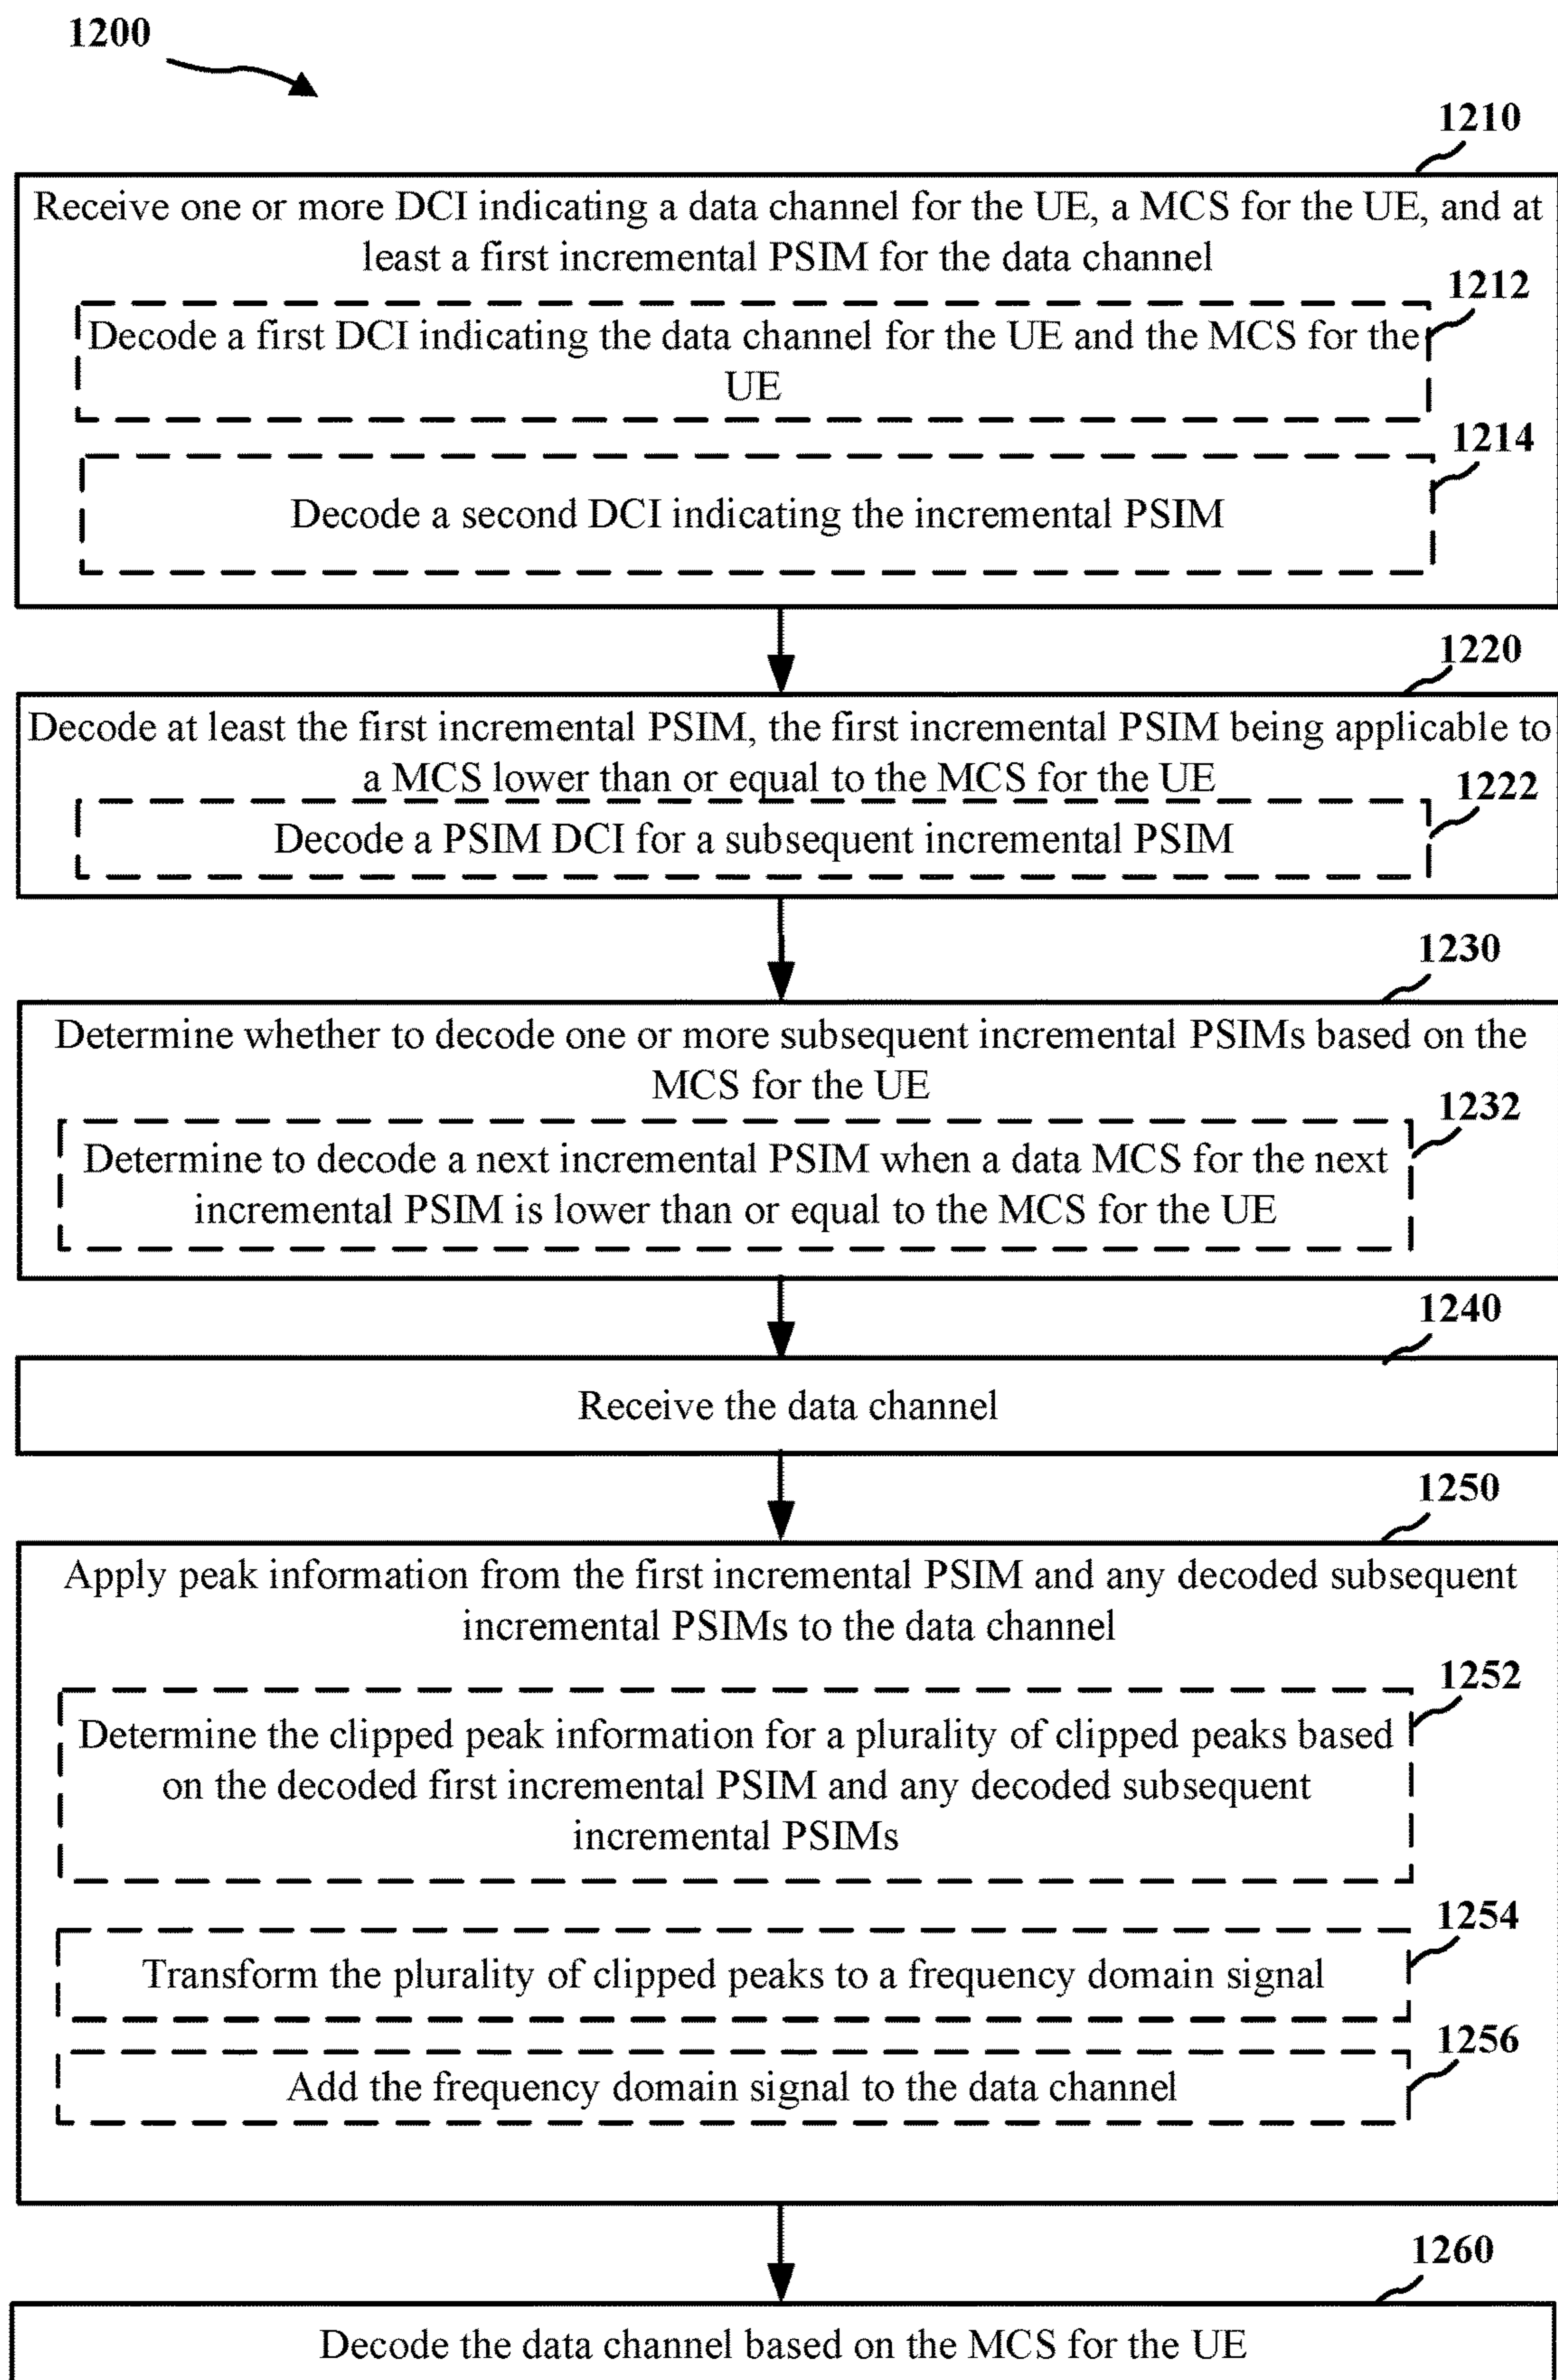 1200
1210
Receive one or more DCI indicating a data channel for the UE, a MCS for the UE, and at
least a first incremental PSIM for the data channel
1212
Decode a first DCI indicating the data channel for the UE and the MCS for the
UE
1214
Decode a second DCI indicating the incremental PSIM
1220
Decode at least the first incremental PSIM, the first incremental PSIM being applicable to
a MCS lower than or equal to the MCS for the UE
1222
Decode a PSIM DCI for a subsequent incremental PSIM
1230
Determine whether to decode one or more subsequent incremental PSIMs based on the
MCS for the UE
1232
Determine to decode a next incremental PSIM when a data MCS for the next
incremental PSIM is lower than or equal to the MCS for the UE
1240
Receive the data channel
1250
Apply peak information from the first incremental PSIM and any decoded subsequent
incremental PSIMs to the data channel
1252
Determine the clipped peak information for a plurality of clipped peaks based
on the decoded first incremental PSIM and any decoded subsequent
incremental PSIMs
1254
Transform the plurality of clipped peaks to a frequency domain signal
1256
Add the frequency domain signal to the data channel
1260
Decode the data channel based on the MCS for the UE